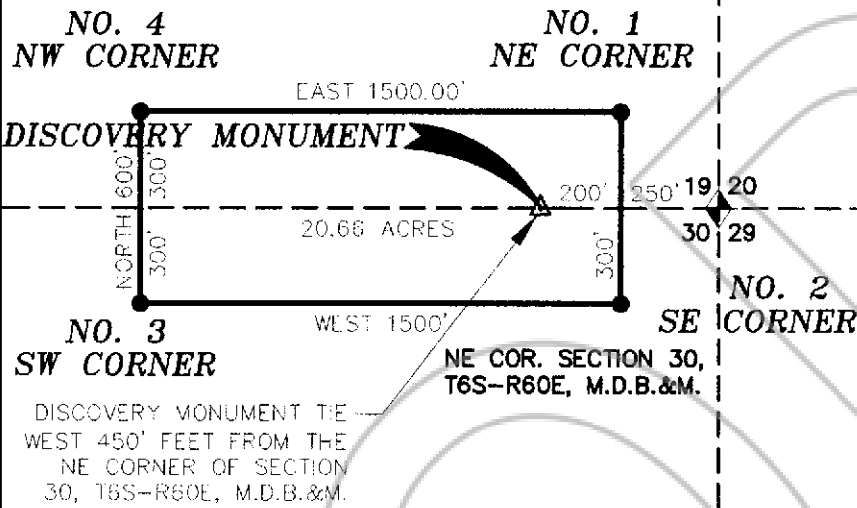 NO. 4
NW CORNER
NO. 1
NE CORNER
EAST 1500.00'
DISCOVERY MONUMENT
NORTH 600'
300'
300'
200'
250'
19
20
30
29
20.66 ACRES
300'
WEST 1500'
NO. 2
SE CORNER
NO. 3
SW CORNER
NE COR. SECTION 30,
T6S-R60E, M.D.B.&M.
DISCOVERY MONUMENT TIE
WEST 450' FEET FROM THE
NE CORNER OF SECTION
30, T6S-R60E, M.D.B.&M.